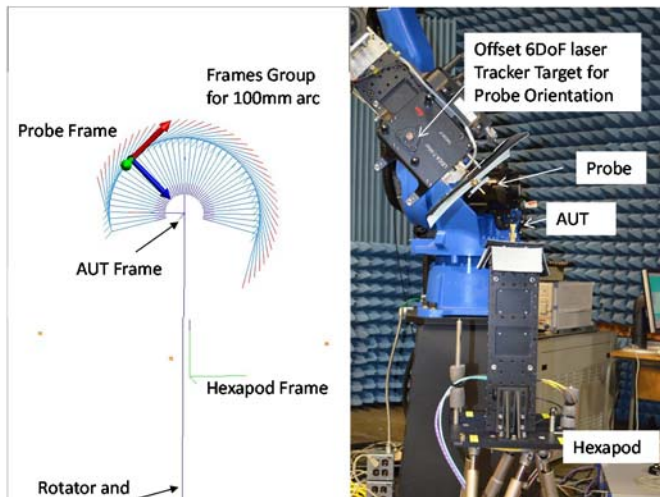 Frames Group
for 100mm arc
Probe Frame
AUT Frame
Hexapod Frame
Rotator and
Offset 6DoF laser
Tracker Target for
Probe Orientation
Probe
AUT
Hexapod